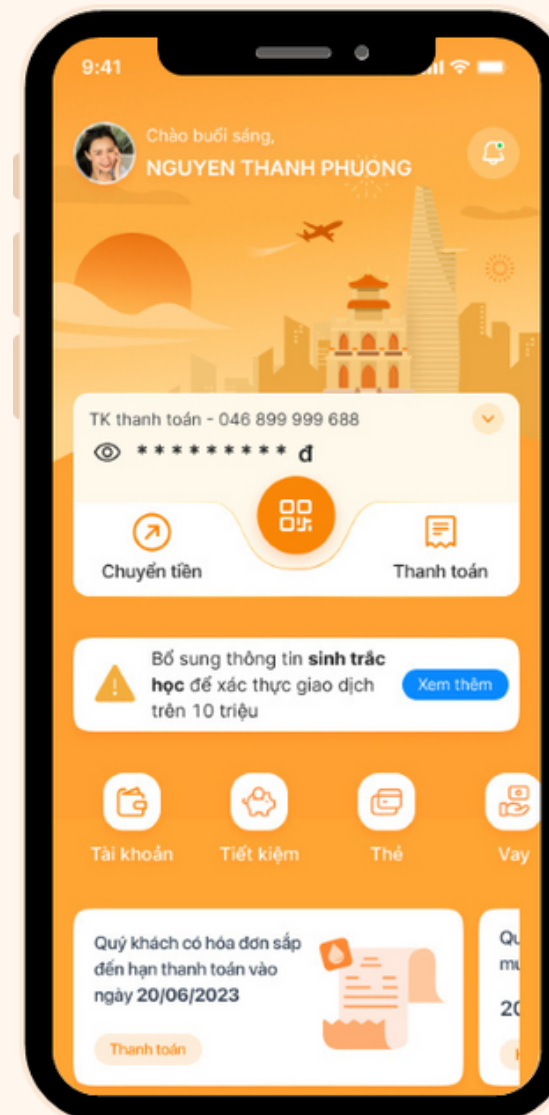 9:41
Chào buổi sáng,
NGUYEN THANH PHUONG
TK thanh toán - 046 899 999 688
* * * * * * * * * đ
Chuyển tiền
Thanh toán
Bổ sung thông tin sinh trắc
học để xác thực giao dịch
trên 10 triệu
Xem thêm
Tài khoản
Tiết kiệm
Thẻ
Vay
Quý khách có hóa đơn sắp
đến hạn thanh toán vào
ngày 20/06/2023
Thanh toán
Qu
mu
20